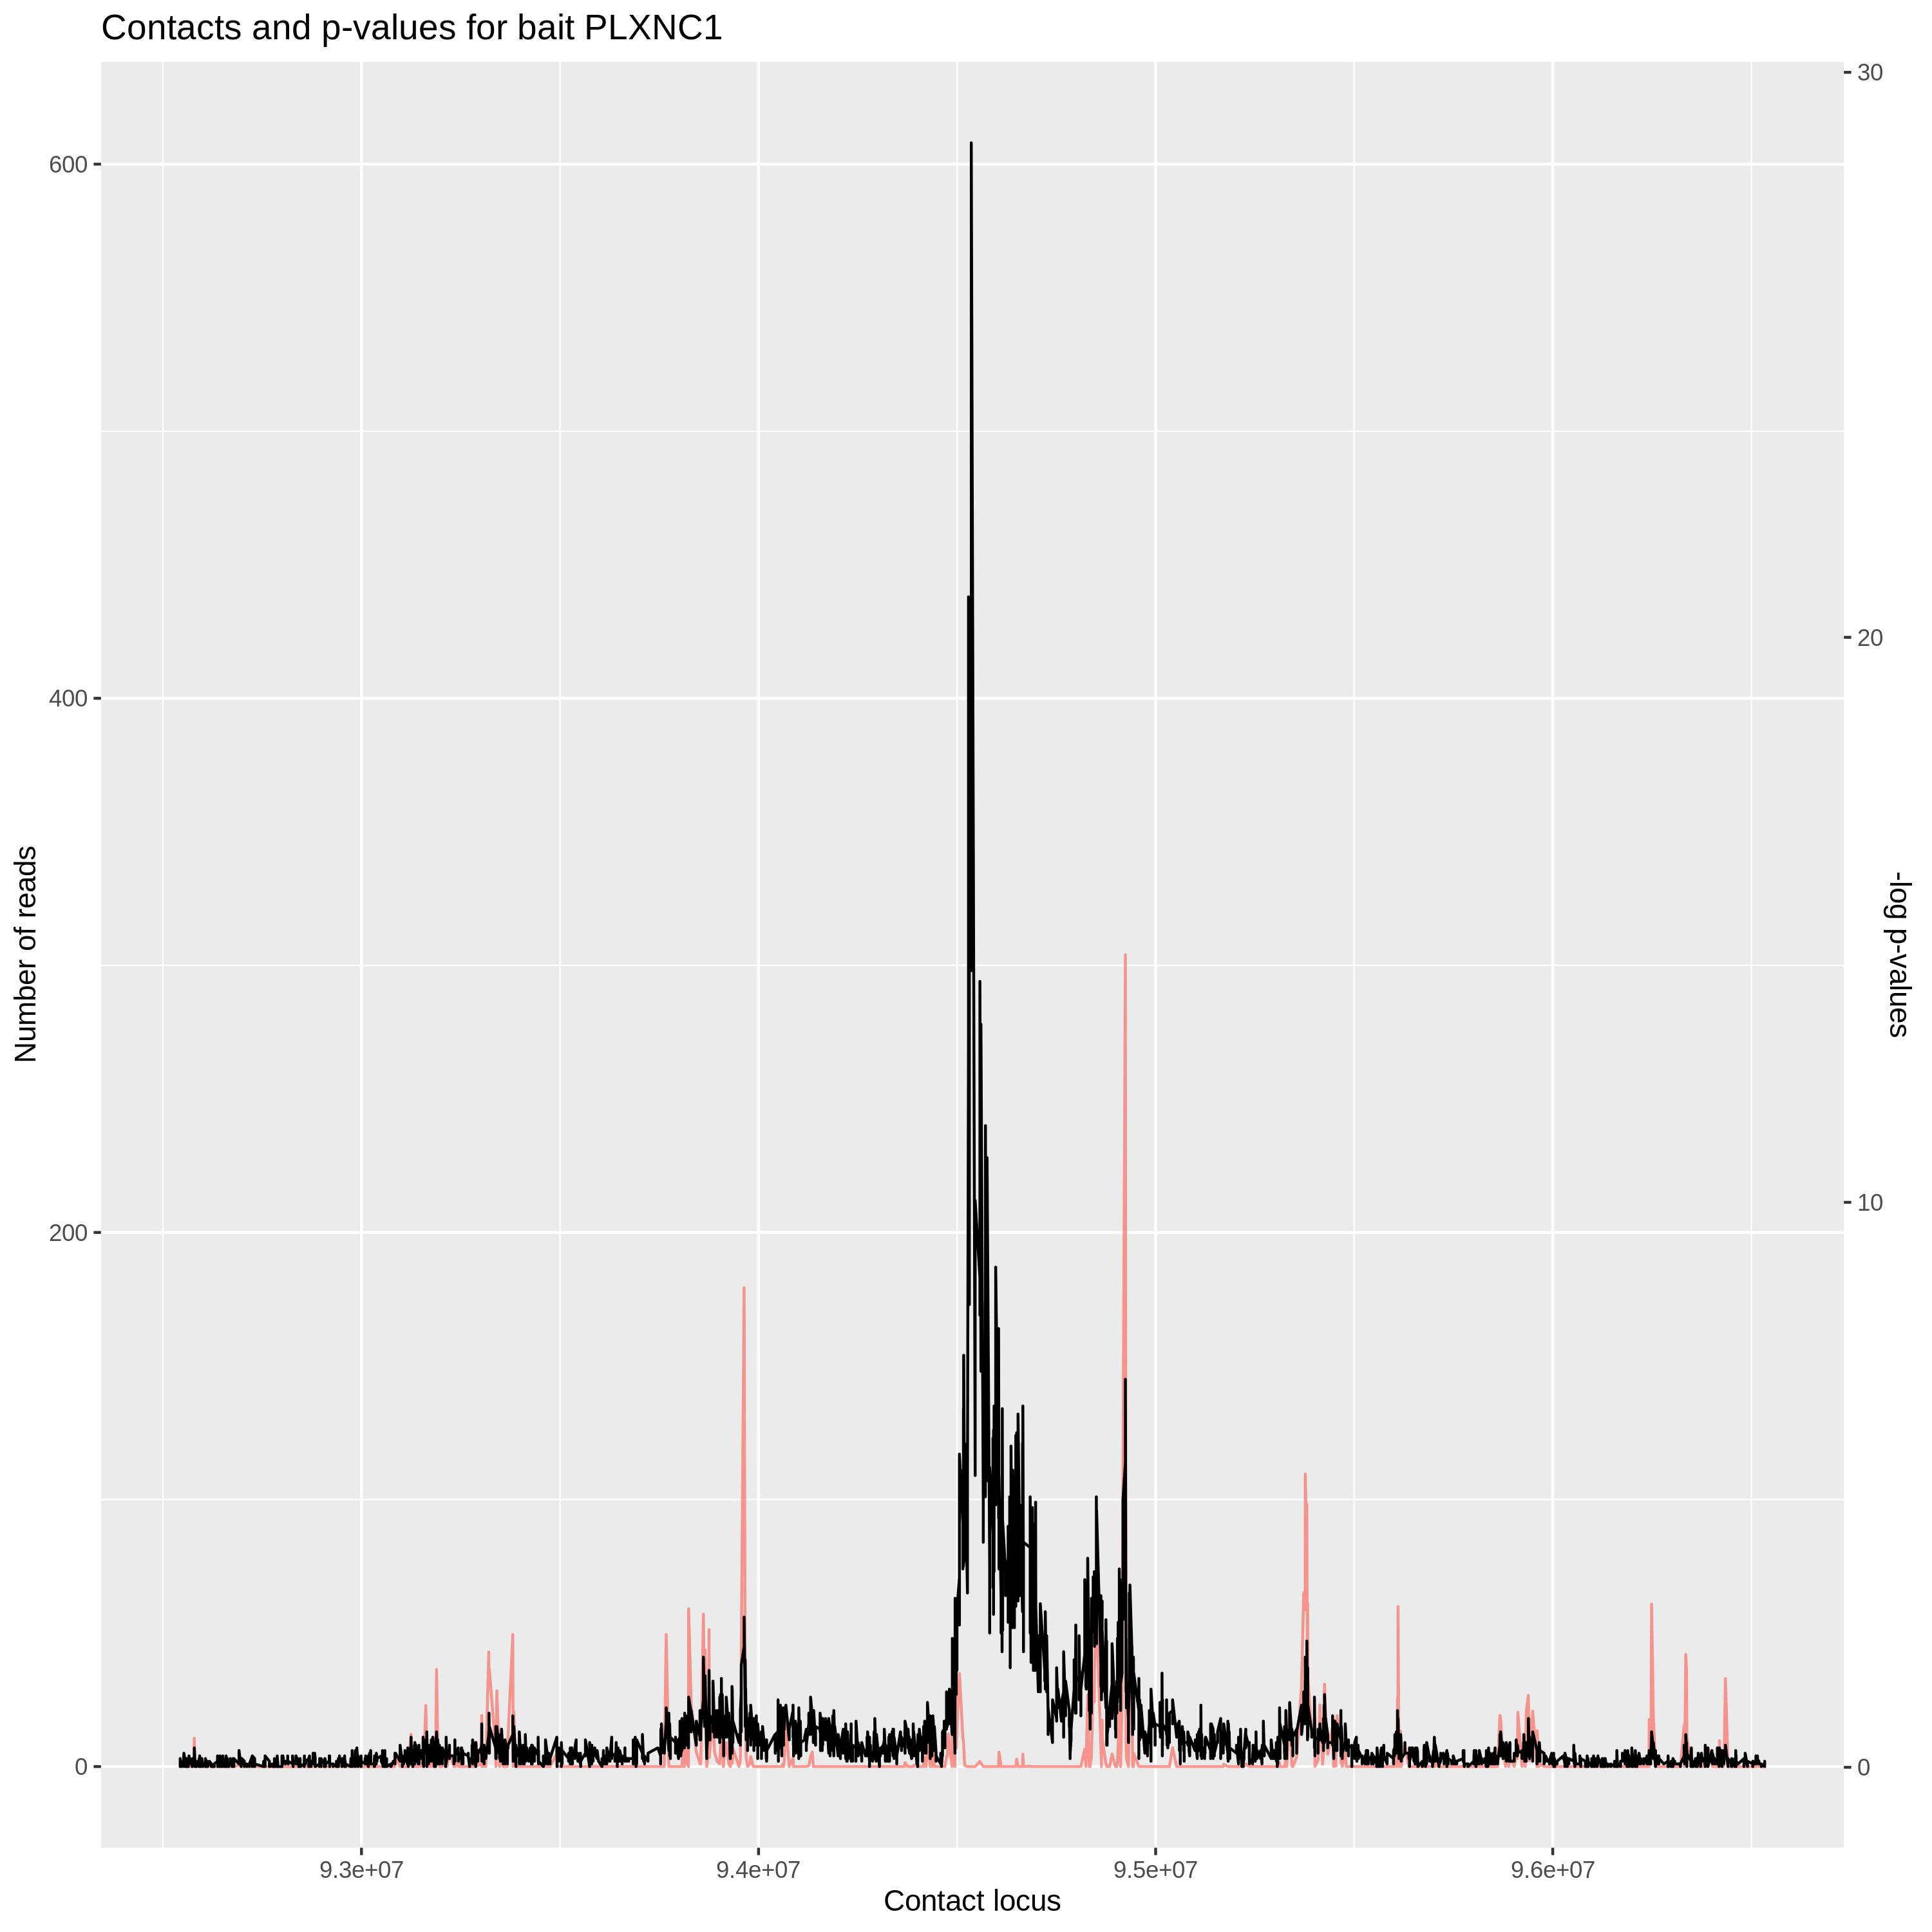 Contacts and p-values for bait PLXNC1
Number of reads
600
400
200
0
30
20
10
0
-log p-values
9.3e+07
9.4e+07
9.5e+07
9.6e+07
Contact locus